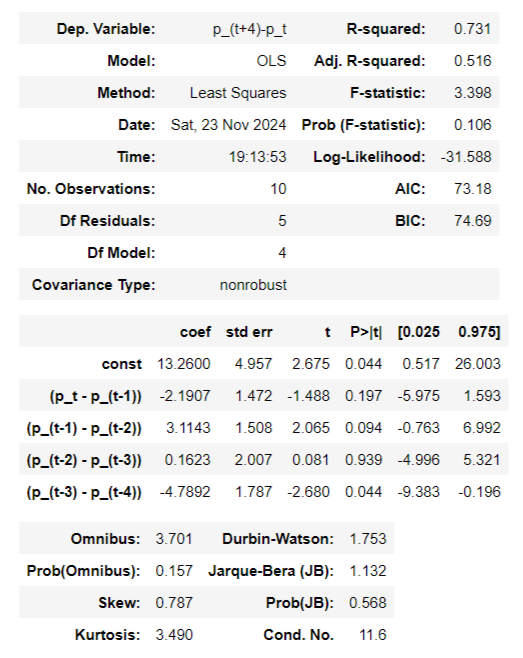 Dep. Variable: p_(t+4)-p_t R-squared: 0.731
Model: OLS Adj. R-squared: 0.516
Method: Least Squares F-statistic: 3.398
Date: Sat, 23 Nov 2024 Prob (F-statistic): 0.106
Time: 19:13:53 Log-Likelihood: -31.588
No. Observations: 10 AIC: 73.18
Df Residuals: 5 BIC: 74.69
Df Model: 4
Covariance Type: nonrobust
coef std err t P>|t| [0.025 0.975]
const 13.2600 4.957 2.675 0.044 0.517 26.003
(p_t - p_(t-1)) -2.1907 1.472 -1.488 0.197 -5.975 1.593
(p_(t-1) - p_(t-2)) 3.1143 1.508 2.065 0.094 -0.763 6.992
(p_(t-2) - p_(t-3)) 0.1623 2.007 0.081 0.939 -4.996 5.321
(p_(t-3) - p_(t-4)) -4.7892 1.787 -2.680 0.044 -9.383 -0.196
Omnibus: 3.701 Durbin-Watson: 1.753
Prob(Omnibus): 0.157 Jarque-Bera (JB): 1.132
Skew: 0.787 Prob(JB): 0.568
Kurtosis: 3.490 Cond. No. 11.6